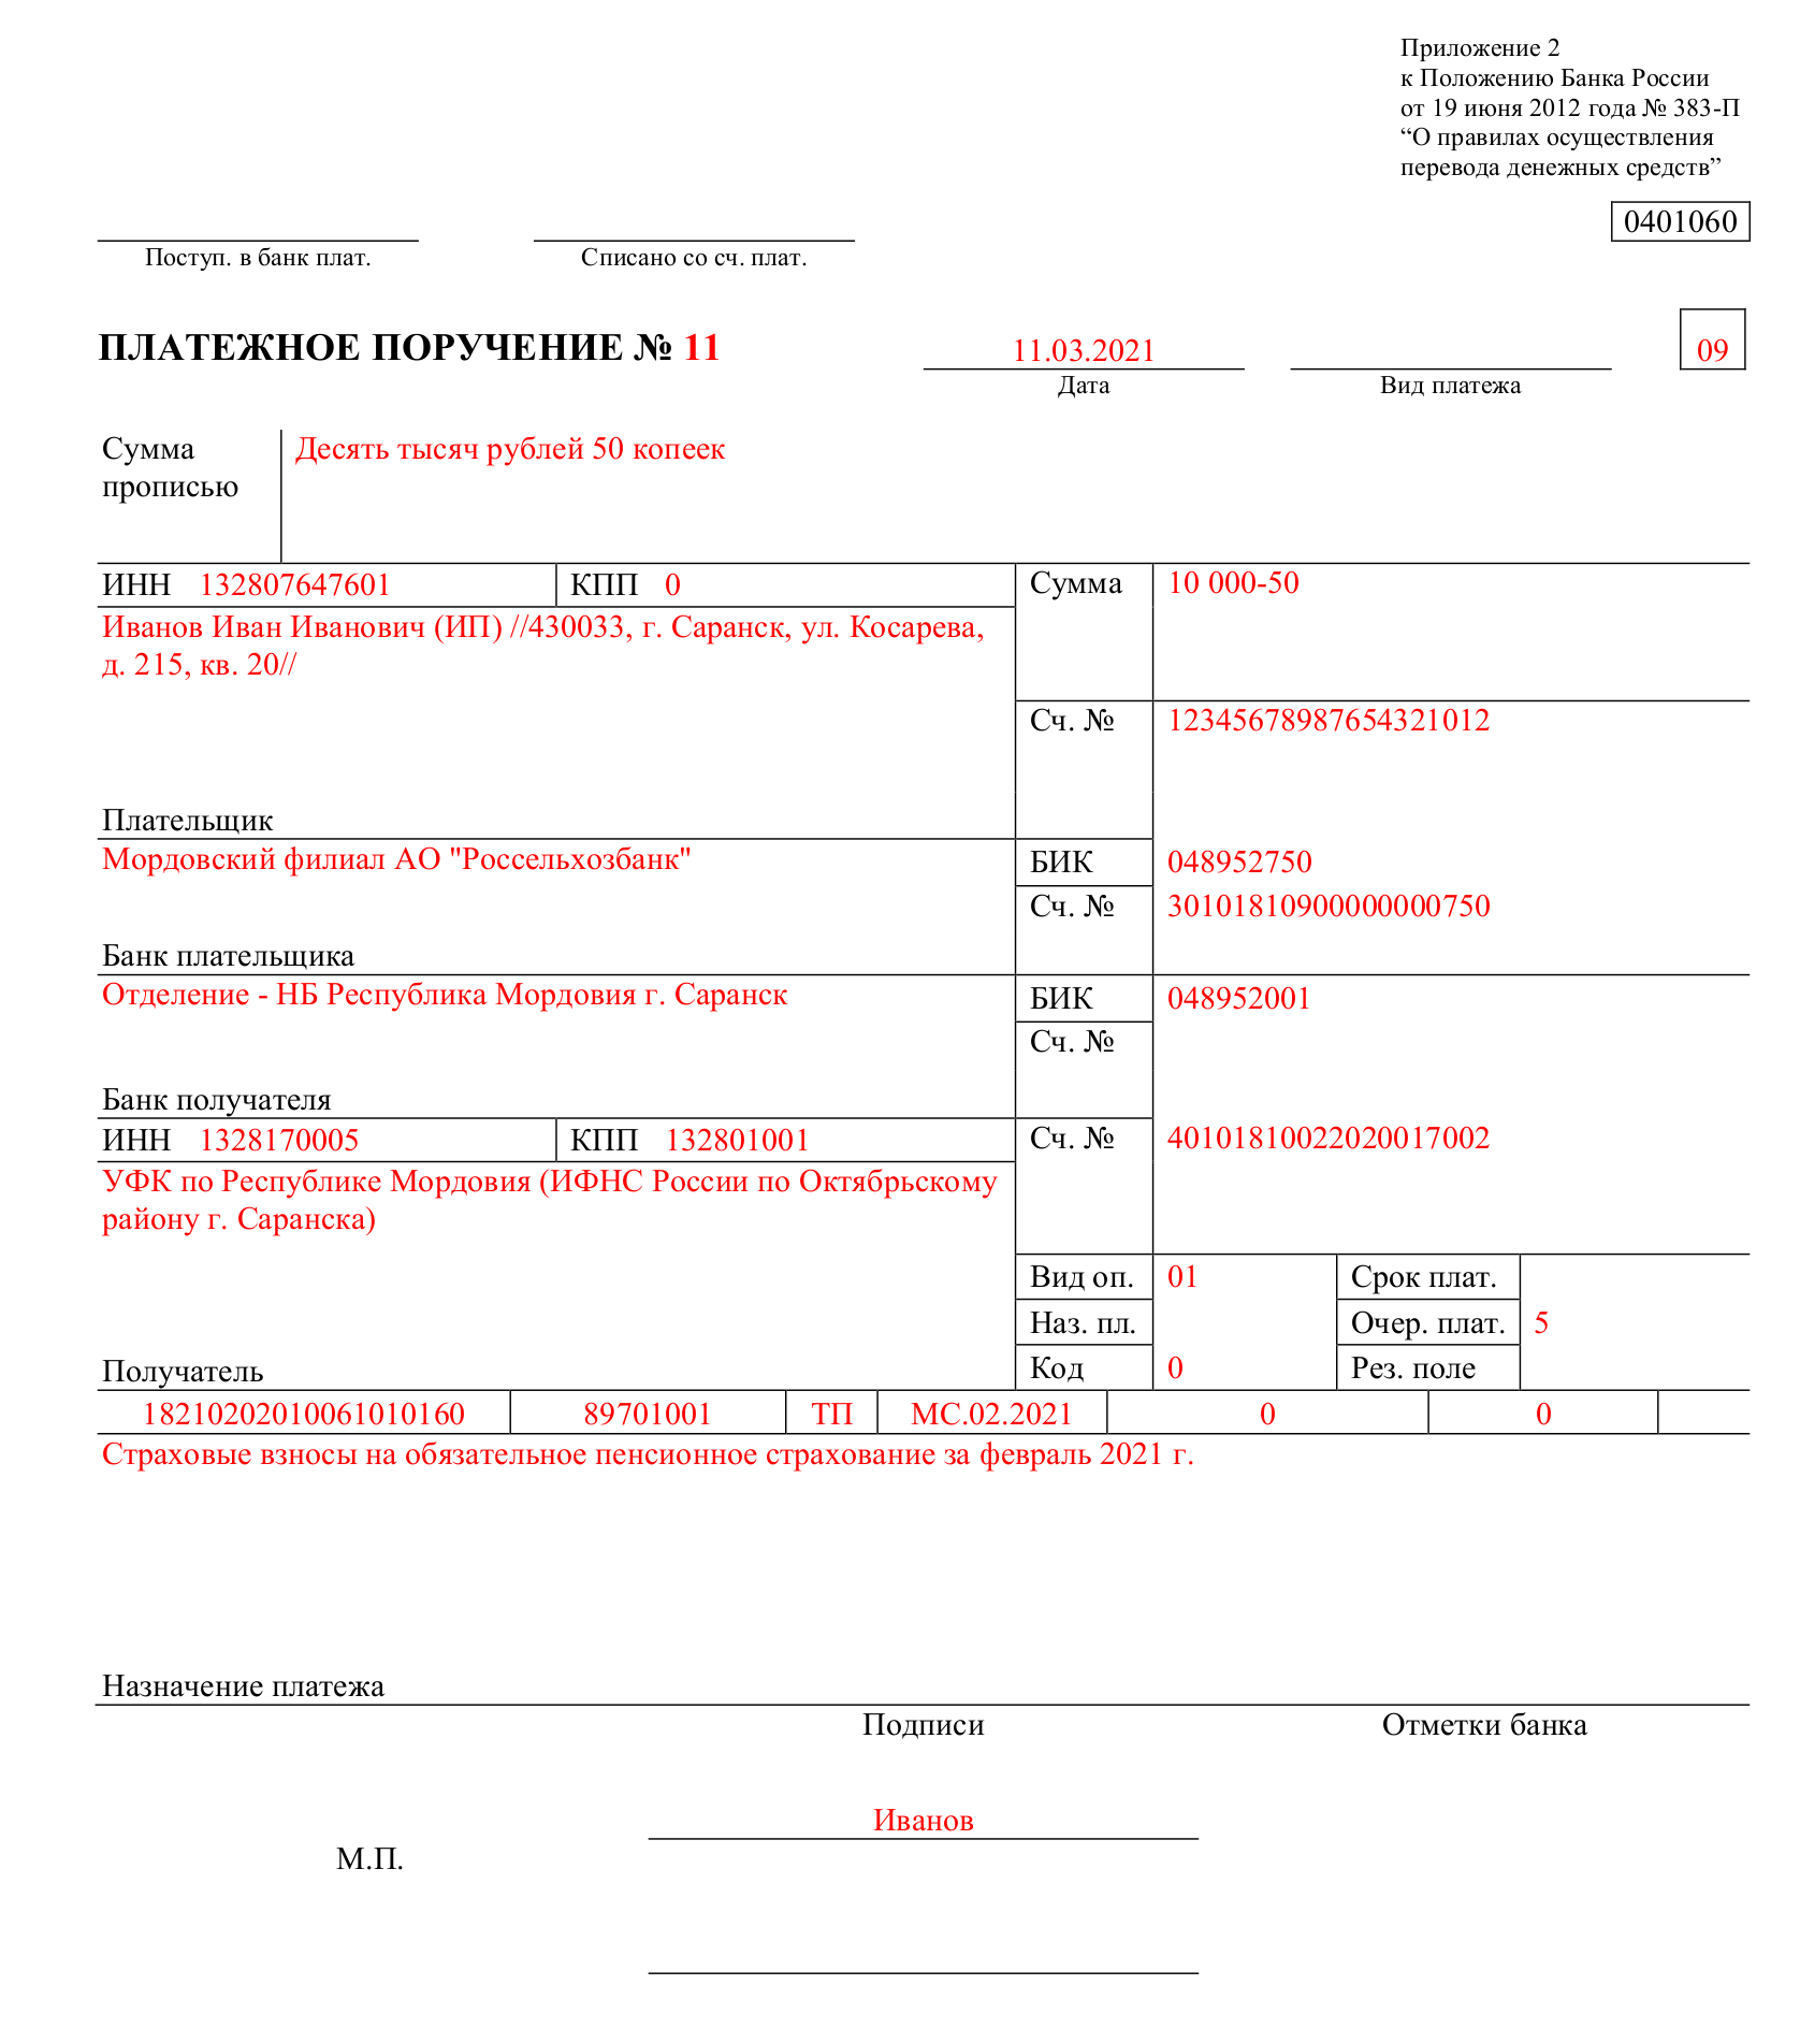 Приложение 2
к Положению Банка России
от 19 июня 2012 года № 383-П
“О правилах осуществления
перевода денежных средств”
0401060
Поступ. в банк плат. Списано со сч. плат.
ПЛАТЕЖНОЕ ПОРУЧЕНИЕ № 11 11.03.2021 09
Дата Вид платежа
Сумма Десять тысяч рублей 50 копеек
прописью
ИНН 132807647601 КПП 0 Сумма 10 000-50
Иванов Иван Иванович (ИП) //430033, г. Саранск, ул. Косарева,
д. 215, кв. 20//
Сч. № 12345678987654321012
Плательщик
Мордовский филиал АО "Россельхозбанк" БИК 048952750
Сч. № 30101810900000000750
Банк плательщика
Отделение - НБ Республика Мордовия г. Саранск БИК 048952001
Сч. №
Банк получателя
ИНН 1328170005 КПП 132801001 Сч. № 40101810022020017002
УФК по Республике Мордовия (ИФНС России по Октябрьскому
району г. Саранска)
Вид оп. 01 Срок плат.
Наз. пл. Очер. плат. 5
Получатель Код 0 Рез. поле
18210202010061010160 89701001 ТП МС.02.2021 0 0
Страховые взносы на обязательное пенсионное страхование за февраль 2021 г.
Назначение платежа
Подписи Отметки банка
Иванов
М.П.